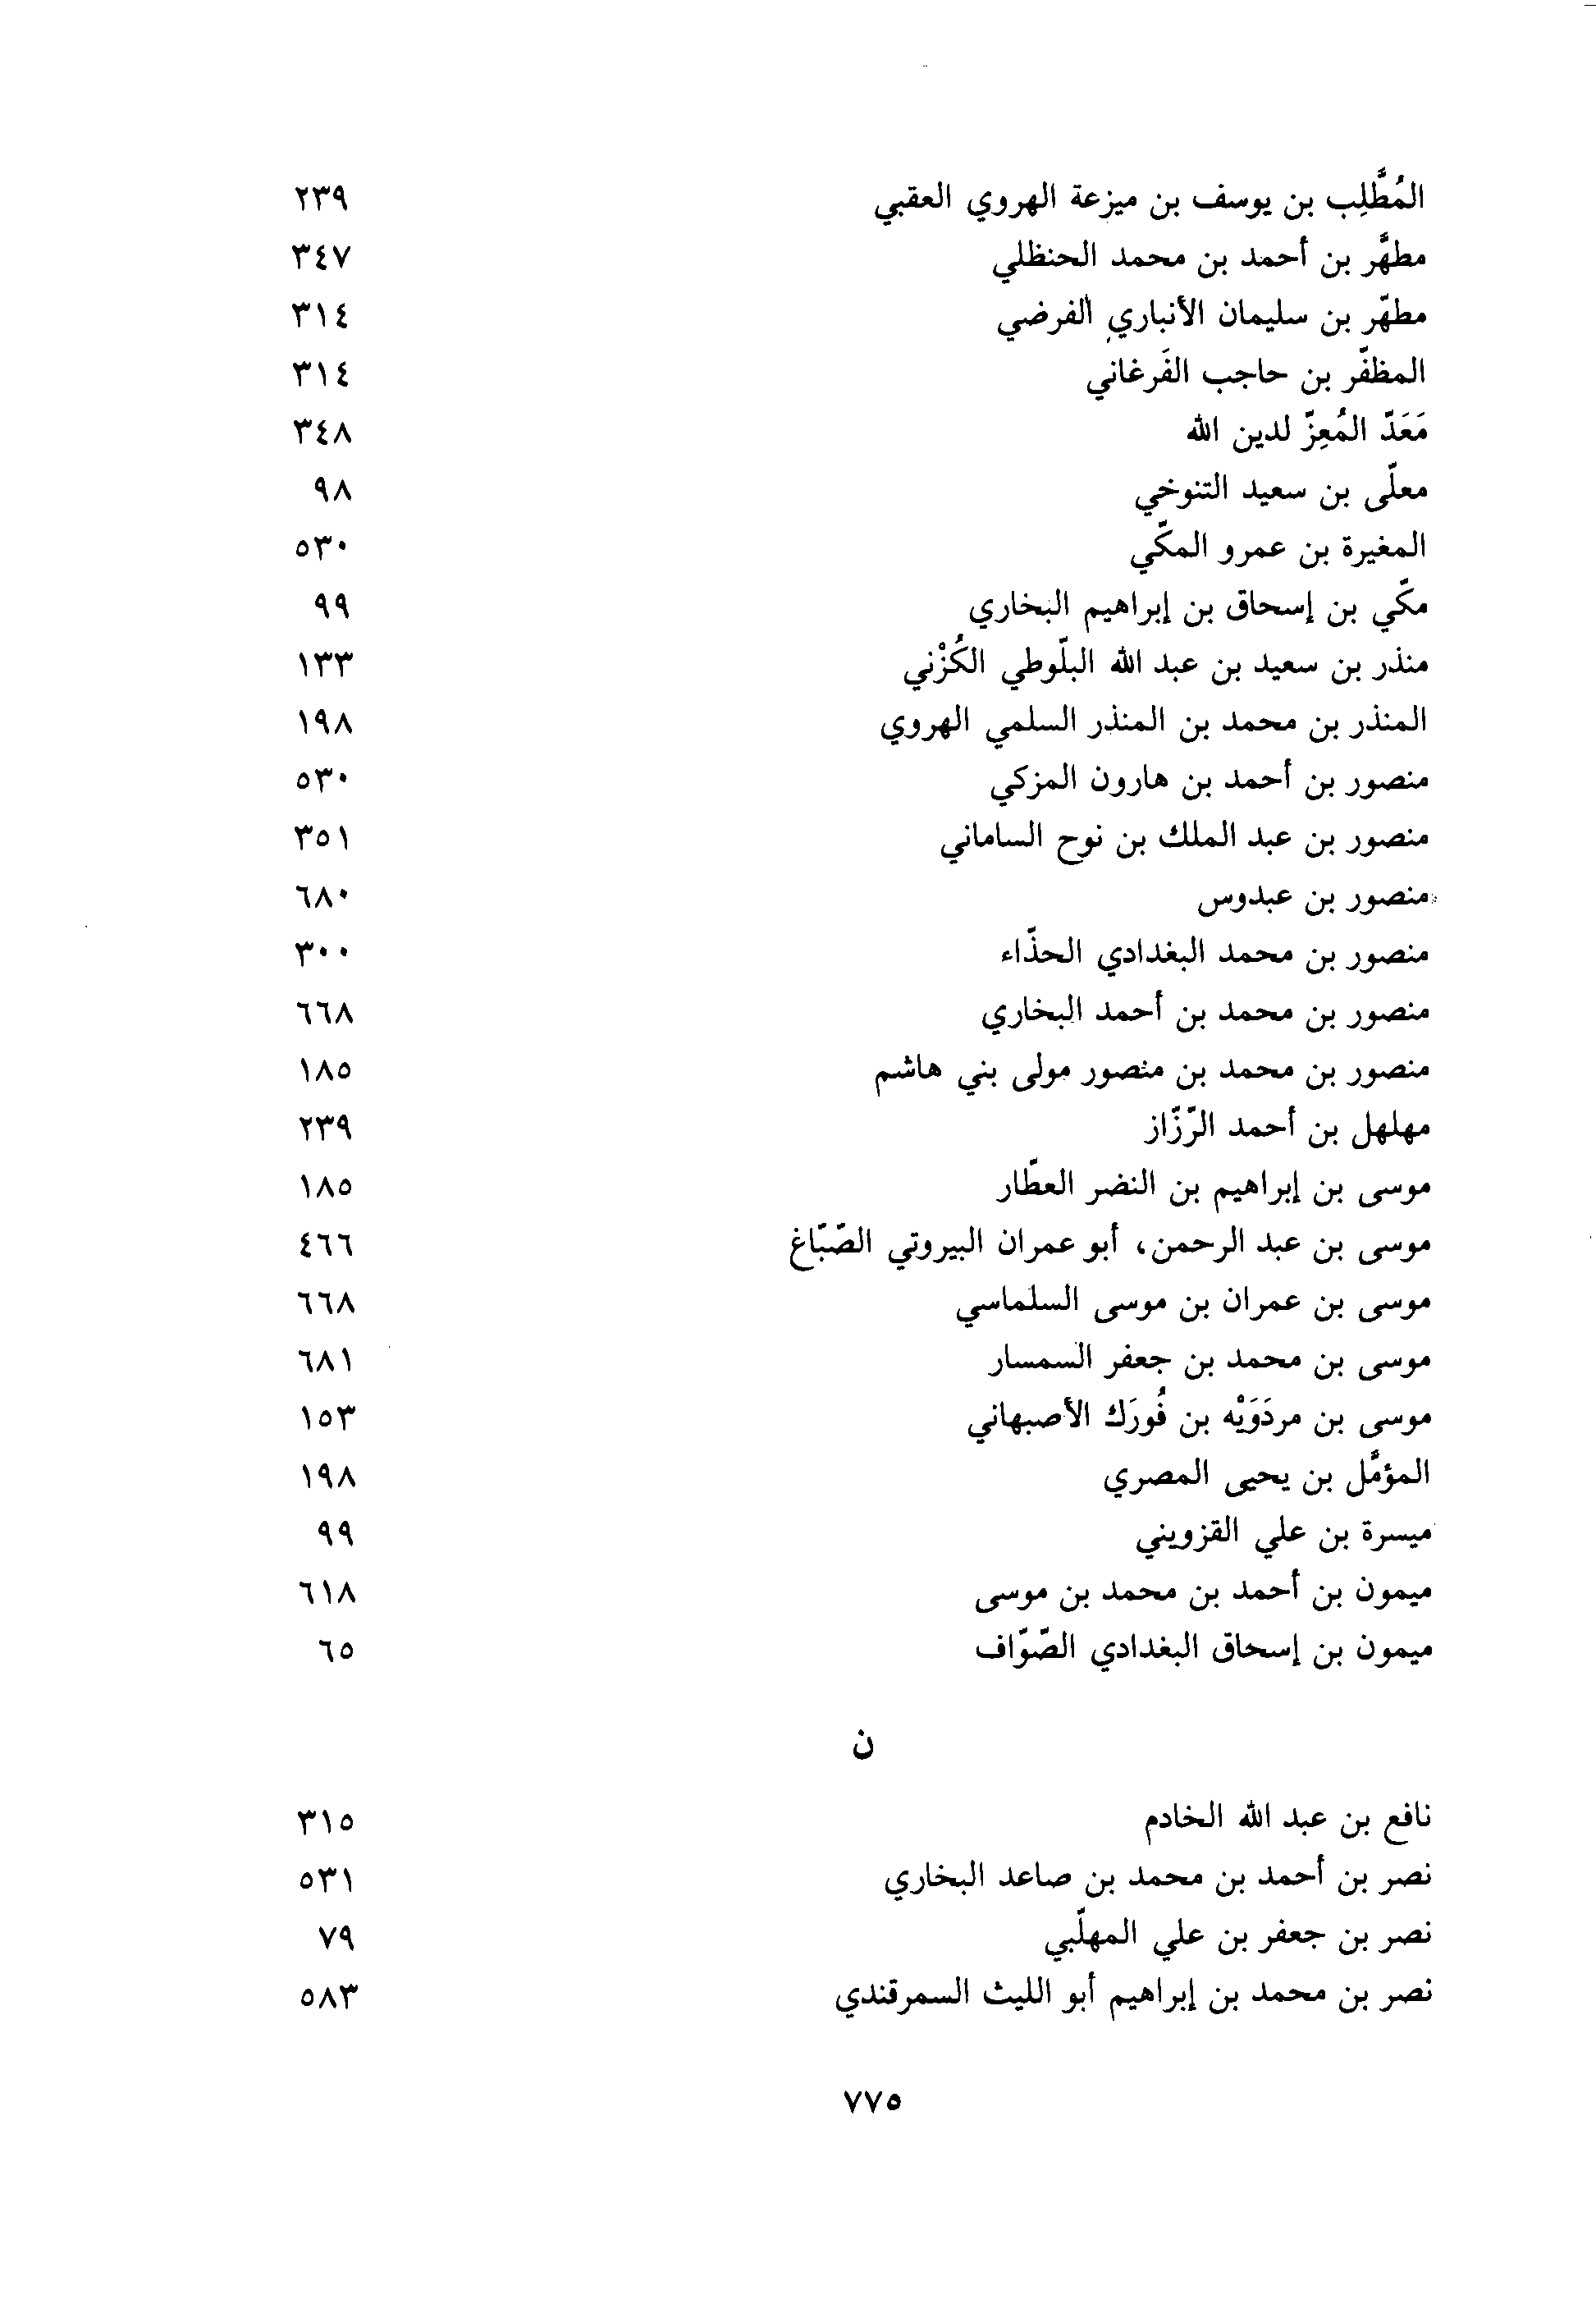 المُطَّلِب بن يوسف بن ميزعة الهروي العقبي ٢٣٩
مطهَّر بن أحمد بن محمد الحنظلي ٣٤٧
مطهّر بن سليمان الأنباري الفرضي ٣١٤
المظفّر بن حاجب الفَرغاني ٣١٤
مَعَدّ المُعِزّ لدين الله ٣٤٨
معلّى بن سعيد التنوخي ٩٨
المغيرة بن عمرو المكّي ٥٣٠
مكّي بن إسحاق بن إبراهيم البخاري ٩٩
منذر بن سعيد بن عبد الله البلّوطي الكُزْني ١٣٣
المنذر بن محمد بن المنذر السلمي الهروي ١٩٨
منصور بن أحمد بن هارون المزكي ٥٣٠
منصور بن عبد الملك بن نوح الساماني ٣٥١
منصور بن عبدوس ٦٨٠
منصور بن محمد البغدادي الحذّاء ٣٠٠
منصور بن محمد بن أحمد البخاري ٦٦٨
منصور بن محمد بن منصور مولى بني هاشم ١٨٥
مهلهل بن أحمد الرّزّاز ٢٣٩
موسى بن إبراهيم بن النضر العطّار ١٨٥
موسى بن عبد الرحمن، أبو عمران البيروتي الصّبّاغ ٤٦٦
موسى بن عمران بن موسى السلماسي ٦٦٨
موسى بن محمد بن جعفر السمسار ٦٨١
موسى بن مردَوَيْه بن فُورَك الأصبهاني ١٥٣
المؤمَّل بن يحيى المصري ١٩٨
ميسرة بن علي القزويني ٩٩
ميمون بن أحمد بن محمد بن موسى ٦١٨
ميمون بن إسحاق البغدادي الصّوّاف ٦٥
ن
نافع بن عبد الله الخادم ٣١٥
نصر بن أحمد بن محمد بن صاعد البخاري ٥٣١
نصر بن جعفر بن علي المهلّبي ٧٩
نصر بن محمد بن إبراهيم أبو الليث السمرقندي ٥٨٣
٧٧٥